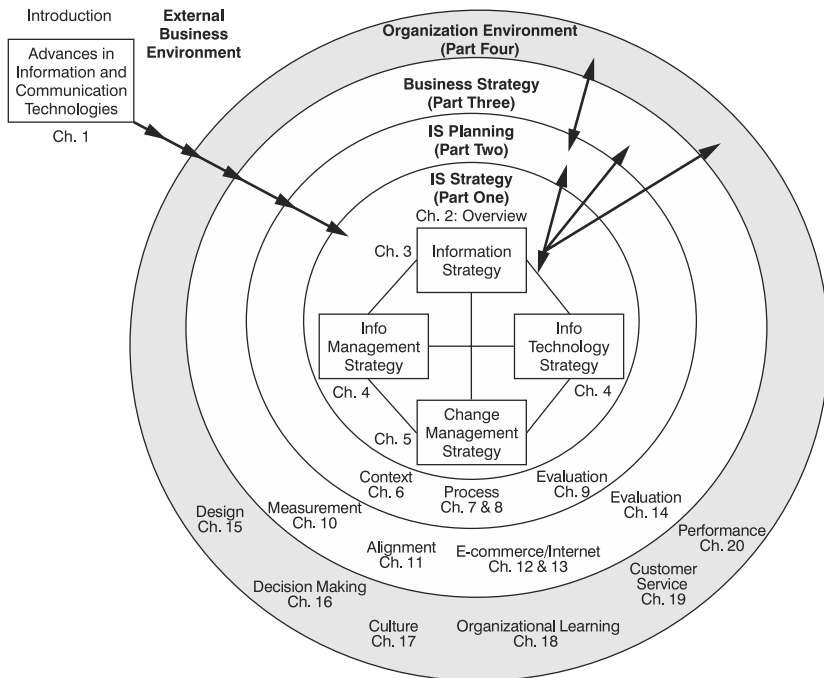 Introduction
Advances in
Information and
Communication
Technologies
Ch. 1
External
Business
Environment
Organization Environment
(Part Four)
Business Strategy
(Part Three)
IS Planning
(Part Two)
IS Strategy
(Part One)
Ch. 2: Overview
Ch. 3
Information
Strategy
Info
Management
Strategy
Ch. 4
Info
Technology
Strategy
Ch. 4
Ch. 5
Change
Management
Strategy
Context
Ch. 6
Process
Ch. 7 & 8
Evaluation
Ch. 9
Measurement
Ch. 10
Alignment
Ch. 11
E-commerce/Internet
Ch. 12 & 13
Evaluation
Ch. 14
Design
Ch. 15
Decision Making
Ch. 16
Culture
Ch. 17
Organizational Learning
Ch. 18
Customer
Service
Ch. 19
Performance
Ch. 20